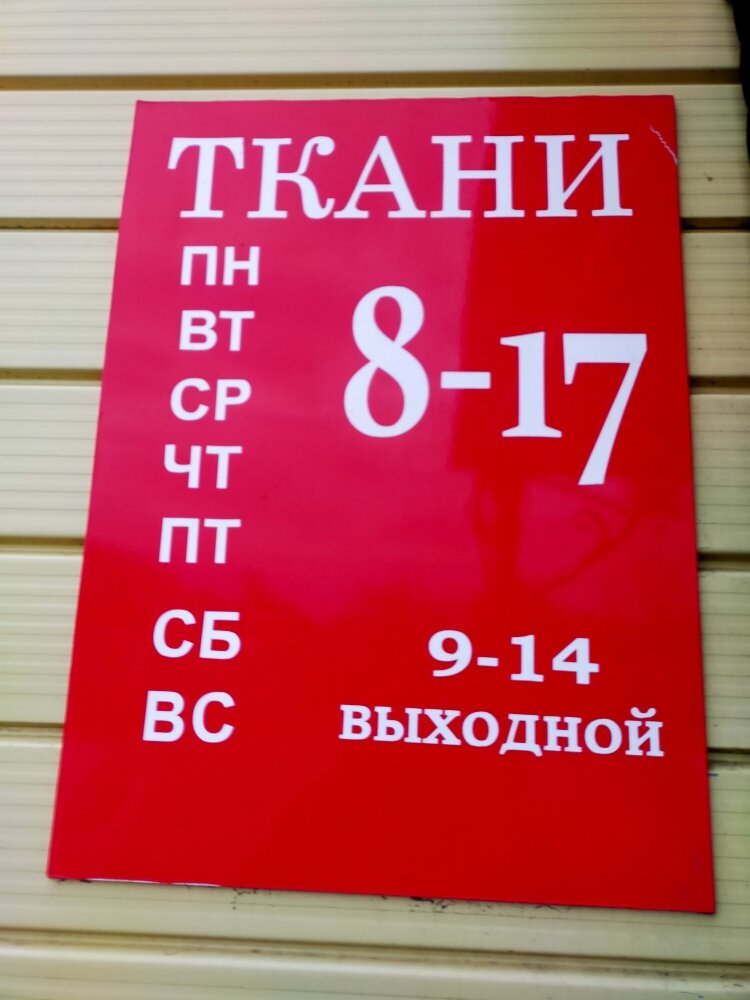 ТКАНИ
ПН
ВТ
СР
ЧТ
ПТ
8-17
СБ 9-14
ВС ВЫХОДНОЙ